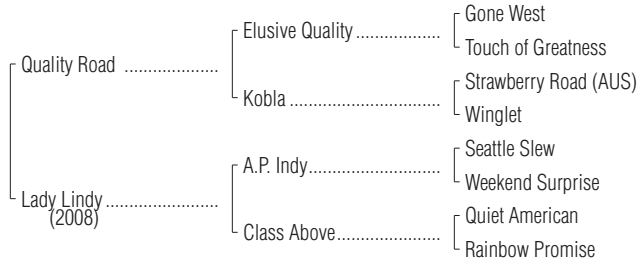 Gone West
Elusive Quality ..................
Touch of Greatness
Quality Road ....................
Strawberry Road (AUS)
Kobla ................................
Winglet
Seattle Slew
A.P. Indy............................
Weekend Surprise
Lady Lindy........................
(2008)
Quiet American
Class Above......................
Rainbow Promise